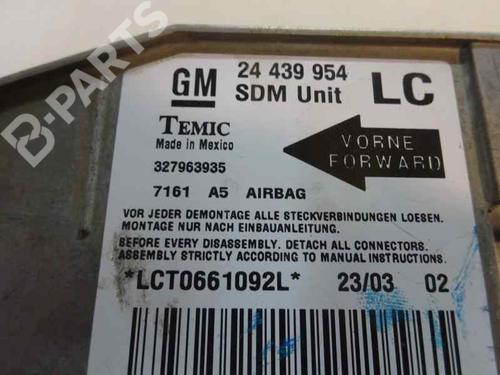 B-PARTS
GM 24 439 954 LC
SDM Unit
TEMIC
Made in Mexico
VORNE
FORWARD
327963935
7161 A5 AIRBAG
VOR JEDER DEMONTAGE ALLE STECKVERBINDUNGEN LOESEN.
MONTAGE NUR NACH EINBAUANLEITUNG.
BEFORE EVERY DISASSEMBLY. DETACH ALL CONNECTORS.
ASSEMBLY STRICTLY ACCORDING TO MANUAL INSTRUCTIONS.
*LCT0661092L* 23/03 02